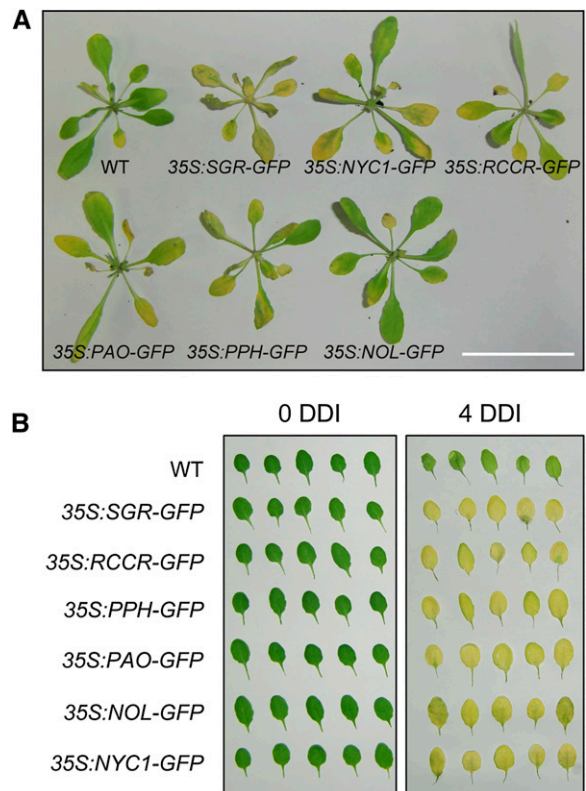 A
WT 35S:SGR-GFP 35S:NYC1-GFP 35S:RCCR-GFP
35S:PAO-GFP 35S:PPH-GFP 35S:NOL-GFP
B
0 DDI 4 DDI
WT
35S:SGR-GFP
35S:RCCR-GFP
35S:PPH-GFP
35S:PAO-GFP
35S:NOL-GFP
35S:NYC1-GFP